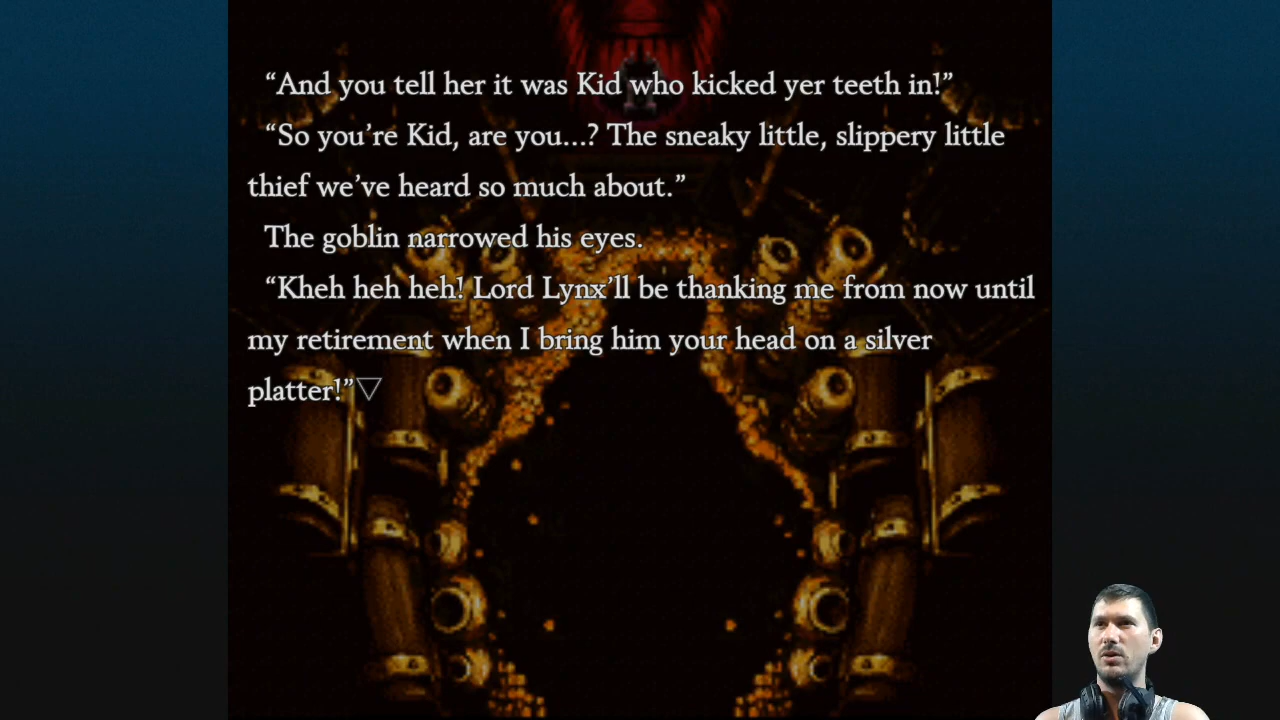 “And you tell her it was Kid who kicked yer teeth in!”
“So you’re Kid, are you...? The sneaky little, slippery little
thief we’ve heard so much about.”
The goblin narrowed his eyes.
“Kheh heh heh! Lord Lynx’ll be thanking me from now until
my retirement when I bring him your head on a silver
platter!”▽